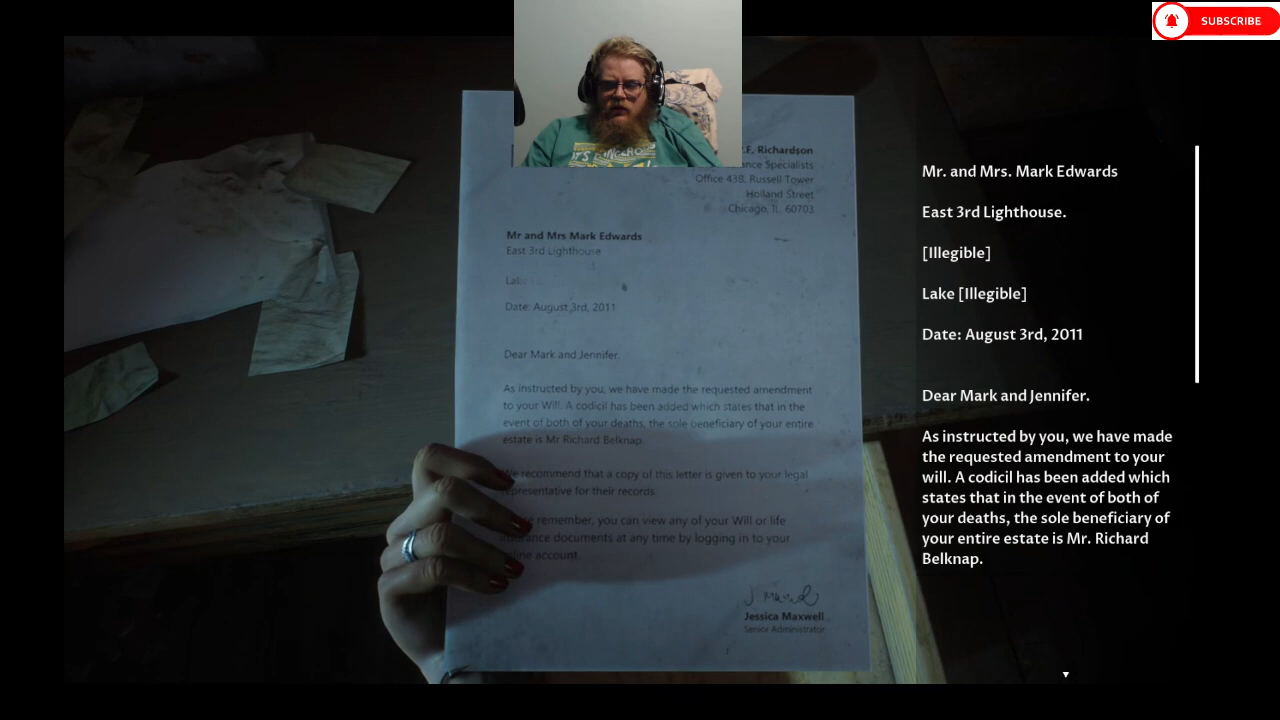 SUBSCRIBE
IT'S DANGEROUS
.F. Richardson
ance Specialists
Office 43B, Russell Tower
Holland Street
Chicago, IL. 60703
Mr and Mrs Mark Edwards
East 3rd Lighthouse
Lake
Date: August 3rd, 2011
Dear Mark and Jennifer.
As instructed by you, we have made the requested amendment
to your Will. A codicil has been added which states that in the
event of both of your deaths, the sole beneficiary of your entire
estate is Mr Richard Belknap.
We recommend that a copy of this letter is given to your legal
representative for their records.
remember, you can view any of your Will or life
insurance documents at any time by logging in to your
online account.
Jessica Maxwell
Senior Administrator
Mr. and Mrs. Mark Edwards
East 3rd Lighthouse.
[Illegible]
Lake [Illegible]
Date: August 3rd, 2011
Dear Mark and Jennifer.
As instructed by you, we have made
the requested amendment to your
will. A codicil has been added which
states that in the event of both of
your deaths, the sole beneficiary of
your entire estate is Mr. Richard
Belknap.